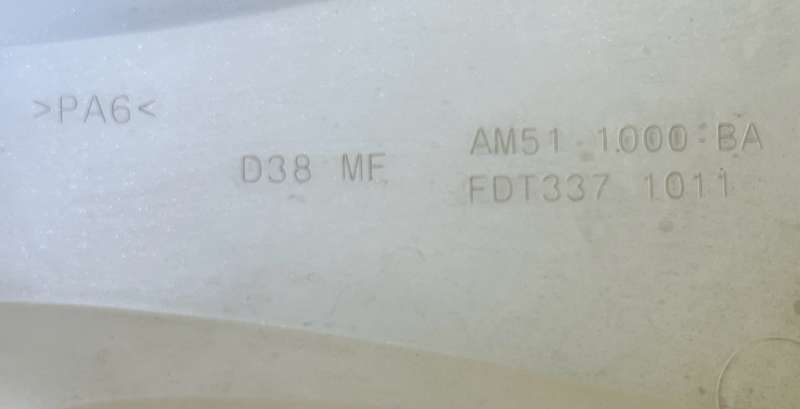 >PA6<
D38 MF
AM51-1000-BA
FDT337 1011